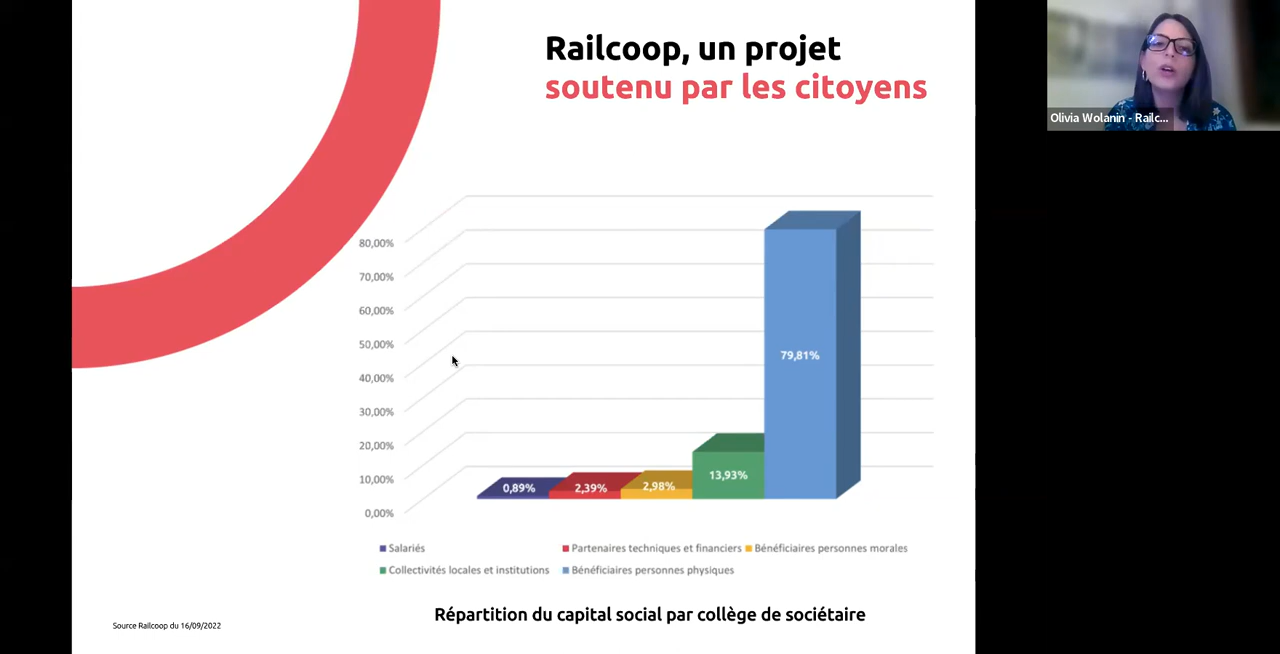 Railcoop, un projet
soutenu par les citoyens
Olivia Wolanin - Railc...
80,00%
70,00%
60,00%
50,00%
40,00%
30,00%
20,00%
10,00%
0,00%
0,89%
2,39%
2,98%
13,93%
79,81%
Salariés
Partenaires techniques et financiers
Bénéficiaires personnes morales
Collectivités locales et institutions
Bénéficiaires personnes physiques
Répartition du capital social par collège de sociétaire
Source Railcoop du 16/09/2022